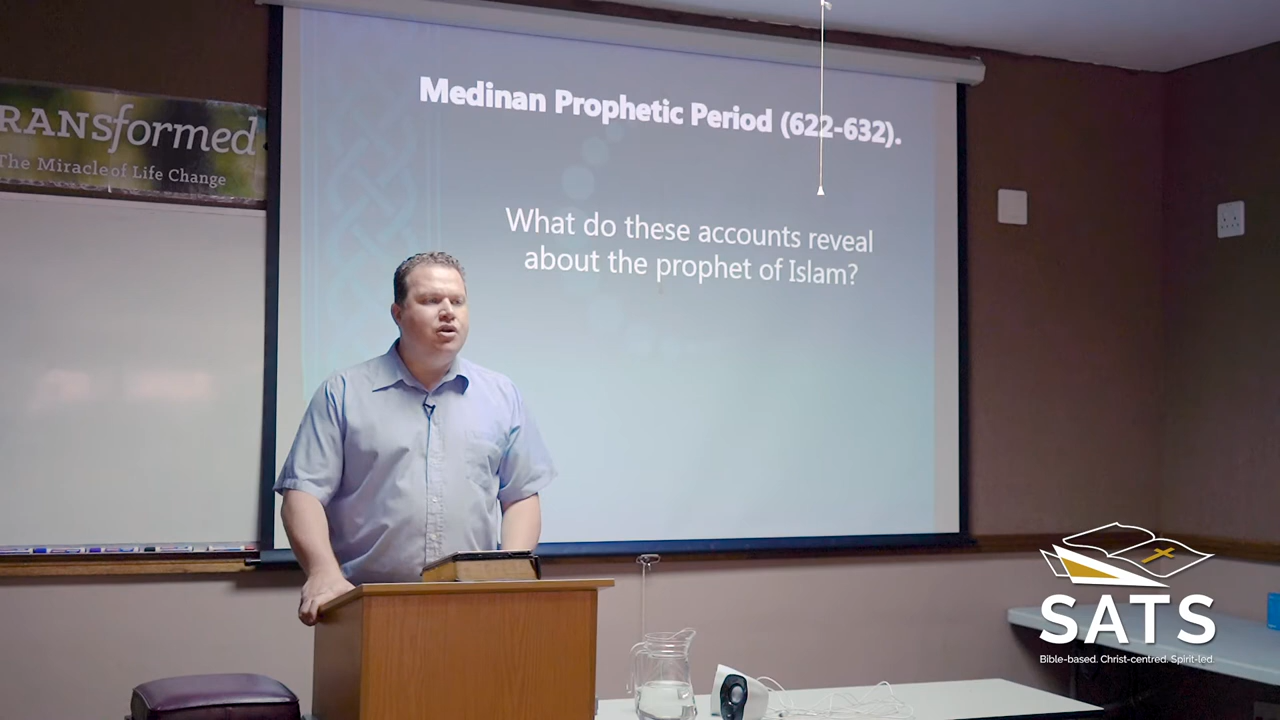 Medinan Prophetic Period (622-632).
RANsformed
The Miracle of Life Change
What do these accounts reveal
about the prophet of Islam?
SATS
Bible-based. Christ-centred. Spirit-led.